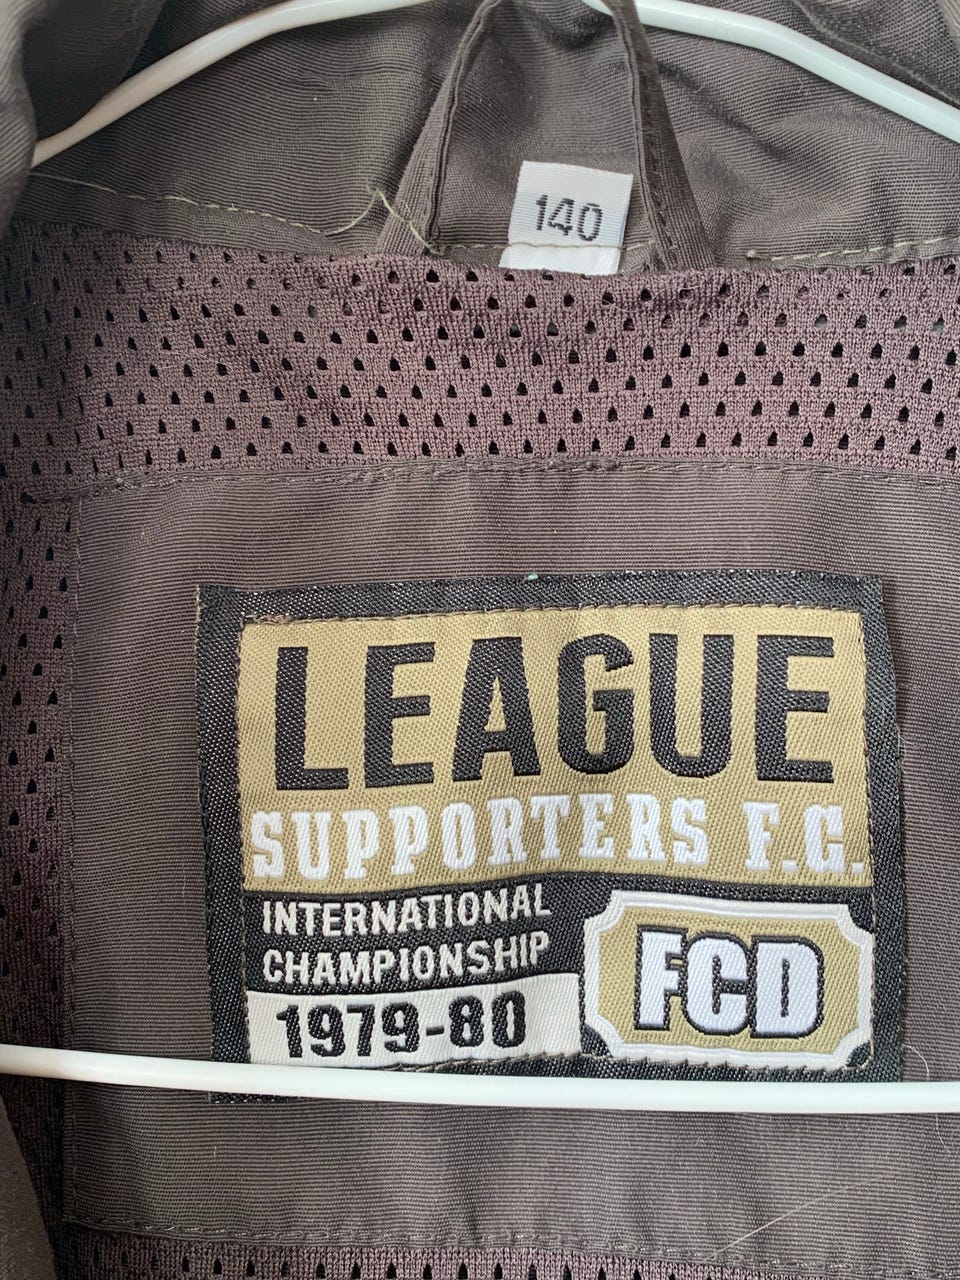 140
LEAGUE
SUPPORTERS F.C.
INTERNATIONAL
CHAMPIONSHIP
1979-80
FCD